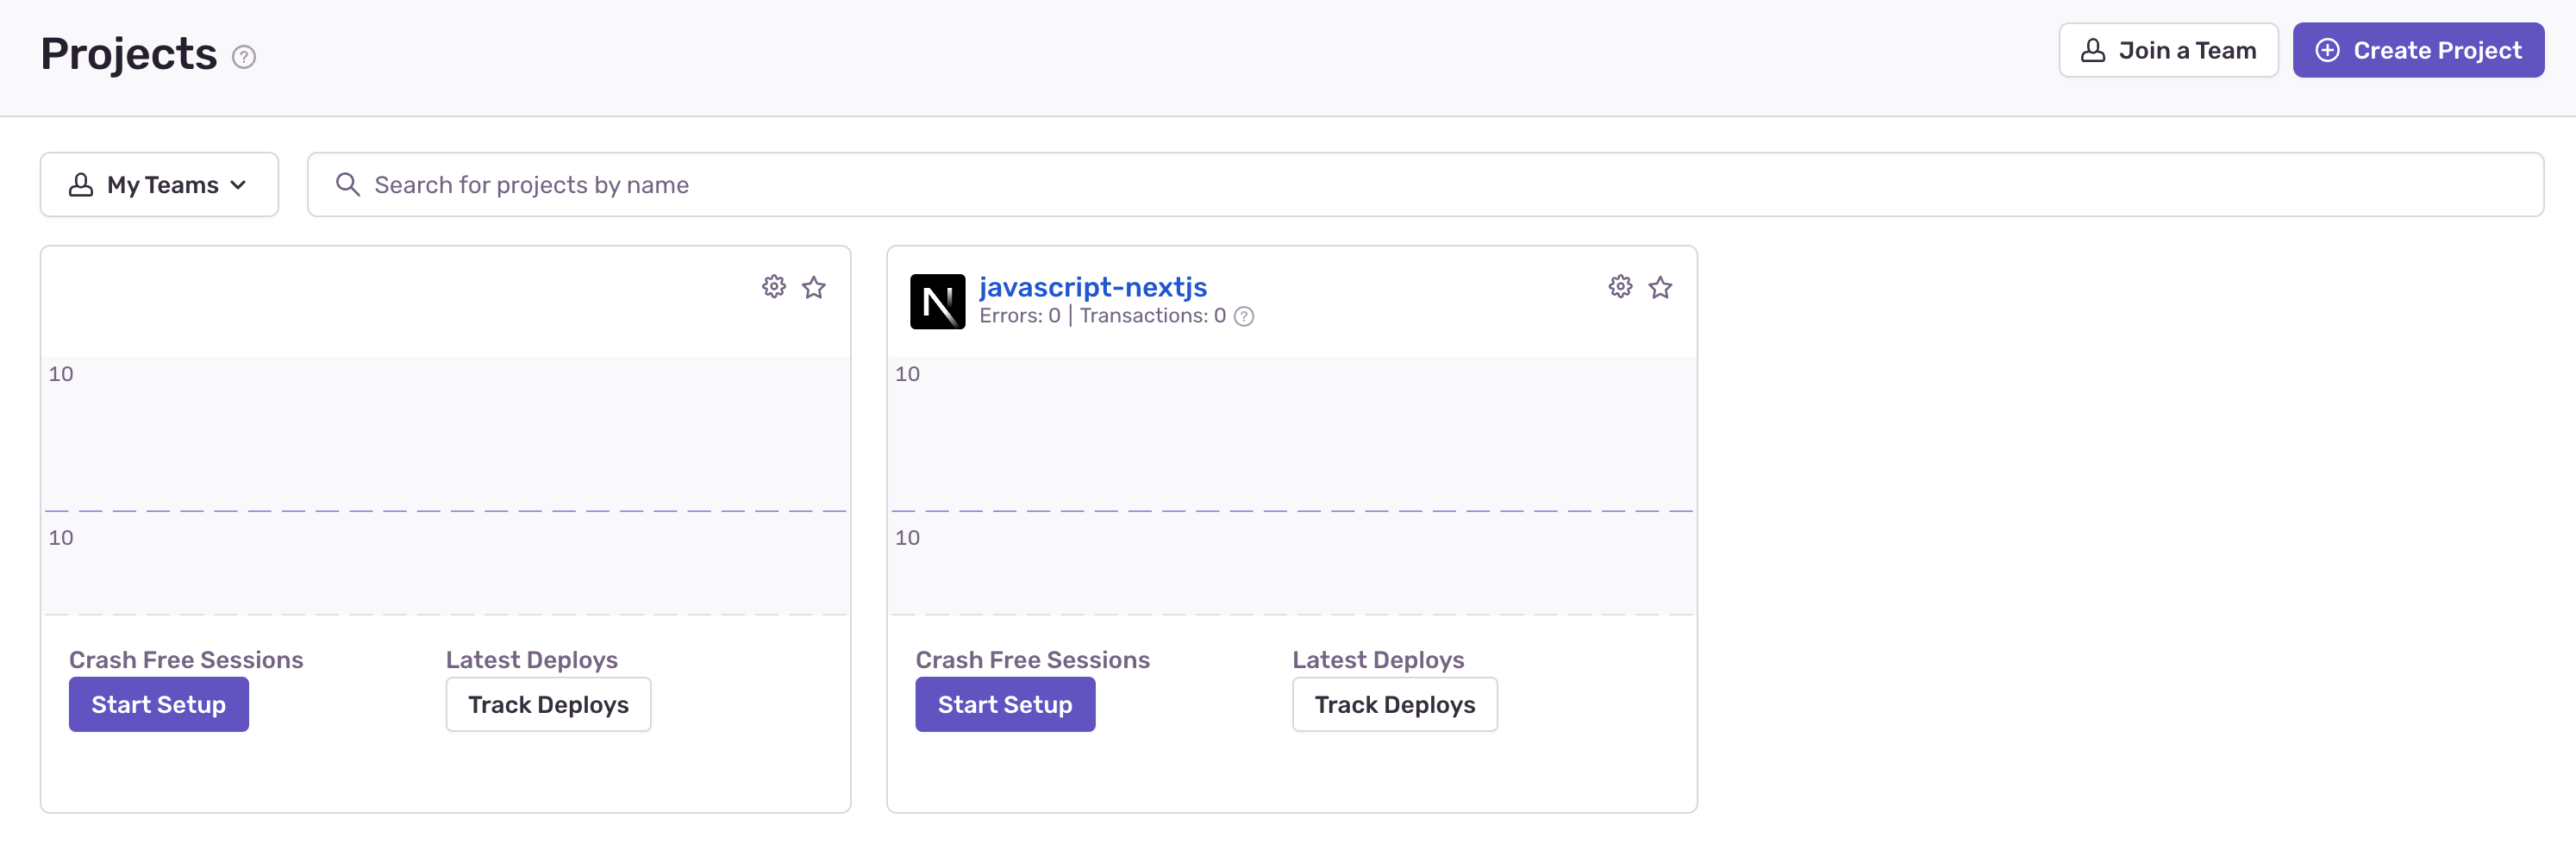 Projects
Join a Team
Create Project
My Teams
Search for projects by name
10
10
Crash Free Sessions
Latest Deploys
Start Setup
Track Deploys
javascript-nextjs
Errors: 0 | Transactions: 0
10
10
Crash Free Sessions
Latest Deploys
Start Setup
Track Deploys